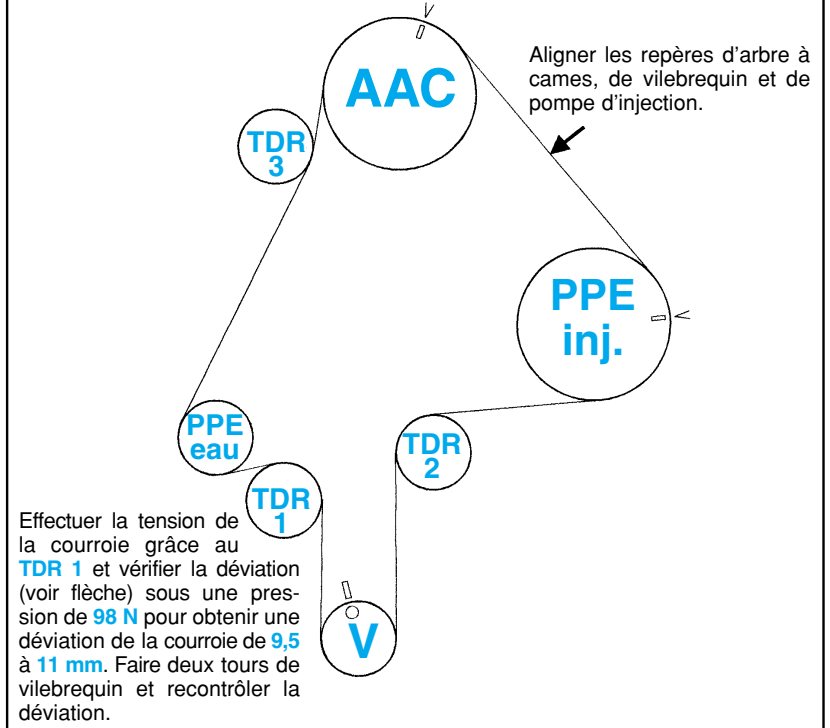 AAC
Aligner les repères d'arbre à
cames, de vilebrequin et de
pompe d'injection.
TDR
3
PPE
inj.
PPE
eau
TDR
2
TDR
1
Effectuer la tension de
la courroie grâce au
TDR 1 et vérifier la déviation
(voir flèche) sous une pres-
sion de 98 N pour obtenir une
déviation de la courroie de 9,5
à 11 mm. Faire deux tours de
vilebrequin et recontrôler la
déviation.
V